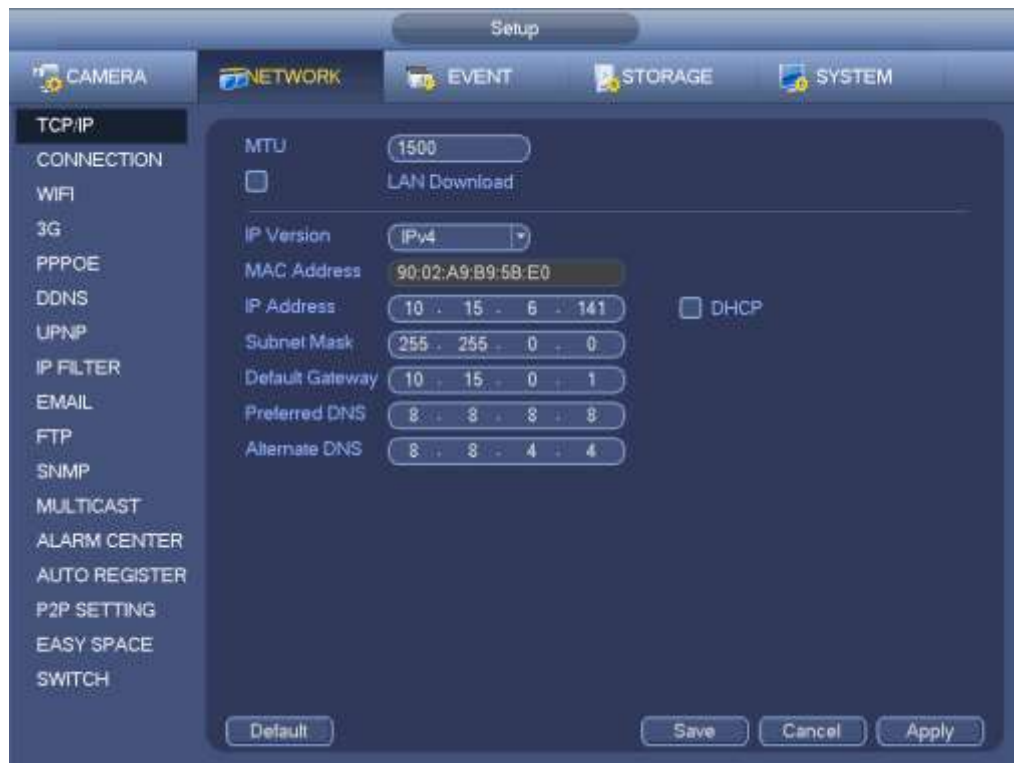 Setup
CAMERA NETWORK EVENT STORAGE SYSTEM
TCP/IP
CONNECTION
WIFI
3G
PPPOE
DDNS
UPNP
IP FILTER
EMAIL
FTP
SNMP
MULTICAST
ALARM CENTER
AUTO REGISTER
P2P SETTING
EASY SPACE
SWITCH
MTU 1500
LAN Download
IP Version IPv4
MAC Address 90:02:A9:B9:5B:E0
IP Address 10 . 15 . 6 . 141 DHCP
Subnet Mask 255 . 255 . 0 . 0
Default Gateway 10 . 15 . 0 . 1
Preferred DNS 8 . 8 . 8 . 8
Alternate DNS 8 . 8 . 4 . 4
Default Save Cancel Apply